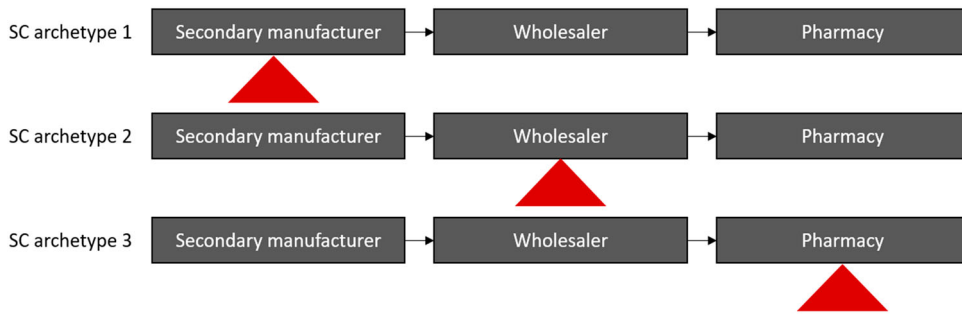 SC archetype 1 Secondary manufacturer Wholesaler Pharmacy
SC archetype 2 Secondary manufacturer Wholesaler Pharmacy
SC archetype 3 Secondary manufacturer Wholesaler Pharmacy